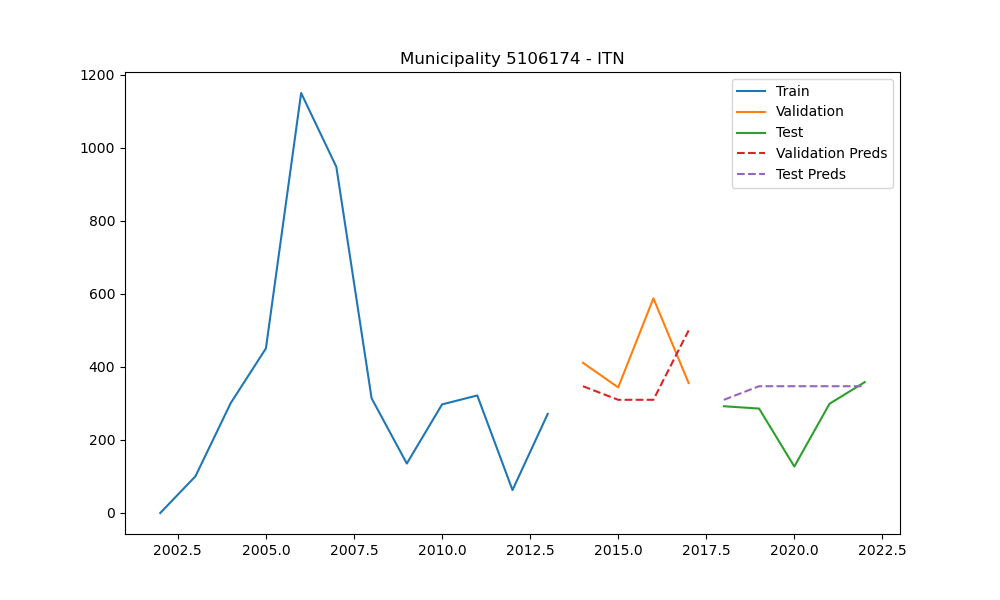 Municipality 5106174 - ITN
1200
1000
800
600
400
200
0
Train
Validation
Test
Validation Preds
Test Preds
2002.5 2005.0 2007.5 2010.0 2012.5 2015.0 2017.5 2020.0 2022.5